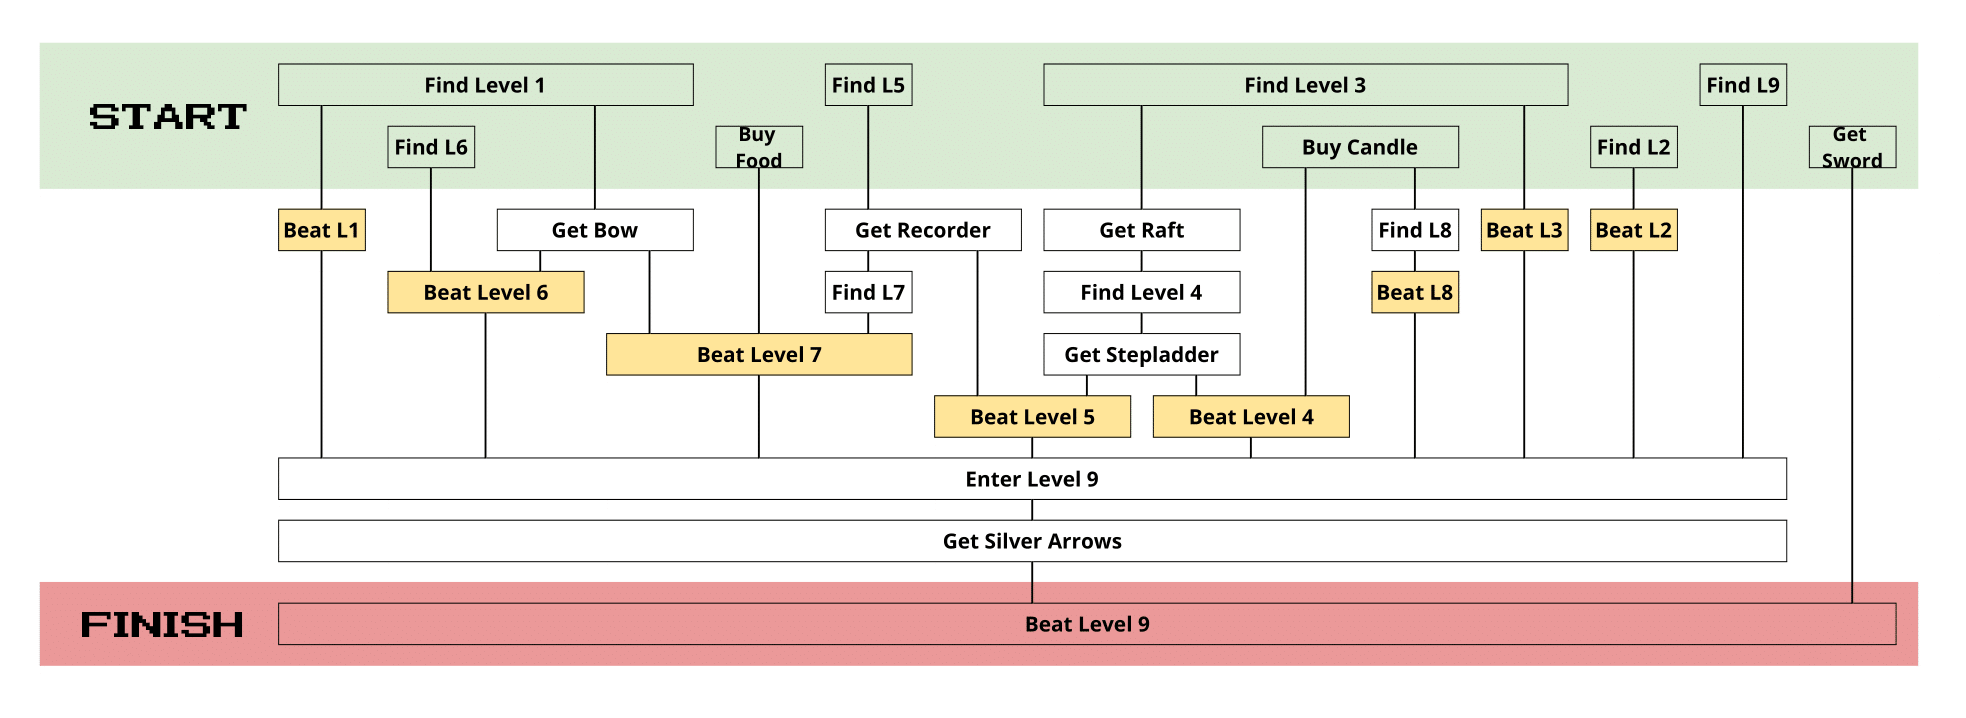 START
Find Level 1
Find L5
Find Level 3
Find L9
Find L6
Buy
Food
Buy Candle
Find L2
Get
Sword
Beat L1
Get Bow
Get Recorder
Get Raft
Find L8
Beat L3
Beat L2
Beat Level 6
Find L7
Find Level 4
Beat L8
Beat Level 7
Get Stepladder
Beat Level 5
Beat Level 4
Enter Level 9
Get Silver Arrows
FINISH
Beat Level 9